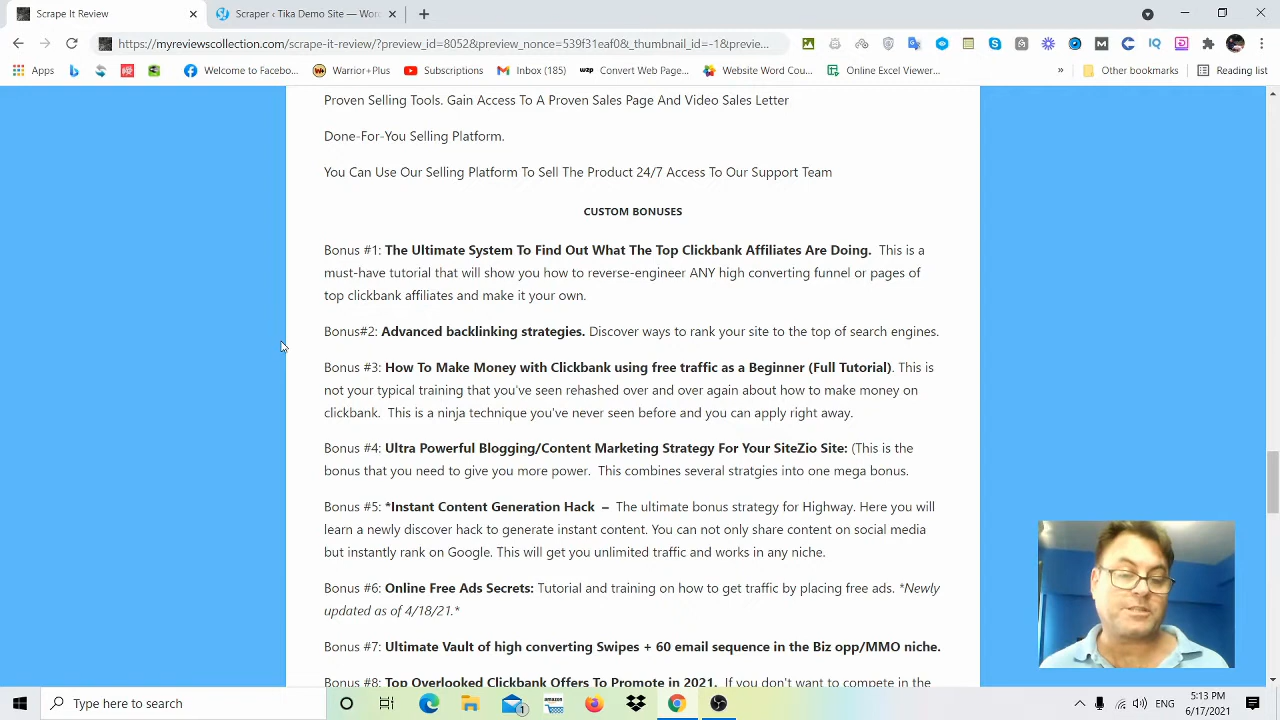 Scrape It Review
Scraper ‹ Tika Demo Site — Wor
https://myreviewscollection.com/scrape-it-review/?preview_id=8052&preview_nonce=539f31eaf0&_thumbnail_id=-1&previe...
Apps
Welcome to Facebo...
Warrior+Plus
Subscriptions
Inbox (185)
wzp Convert Web Page...
Website Word Cou...
Online Excel Viewer...
»
Other bookmarks
Reading list
Proven Selling Tools. Gain Access To A Proven Sales Page And Video Sales Letter
Done-For-You Selling Platform.
You Can Use Our Selling Platform To Sell The Product 24/7 Access To Our Support Team
CUSTOM BONUSES
Bonus #1: The Ultimate System To Find Out What The Top Clickbank Affiliates Are Doing. This is a
must-have tutorial that will show you how to reverse-engineer ANY high converting funnel or pages of
top clickbank affiliates and make it your own.
Bonus#2: Advanced backlinking strategies. Discover ways to rank your site to the top of search engines.
Bonus #3: How To Make Money with Clickbank using free traffic as a Beginner (Full Tutorial). This is
not your typical training that you've seen rehashed over and over again about how to make money on
clickbank. This is a ninja technique you've never seen before and you can apply right away.
Bonus #4: Ultra Powerful Blogging/Content Marketing Strategy For Your SiteZio Site: (This is the
bonus that you need to give you more power. This combines several stratgies into one mega bonus.
Bonus #5: *Instant Content Generation Hack – The ultimate bonus strategy for Highway. Here you will
learn a newly discover hack to generate instant content. You can not only share content on social media
but instantly rank on Google. This will get you unlimited traffic and works in any niche.
Bonus #6: Online Free Ads Secrets: Tutorial and training on how to get traffic by placing free ads. *Newly
updated as of 4/18/21.*
Bonus #7: Ultimate Vault of high converting Swipes + 60 email sequence in the Biz opp/MMO niche.
Bonus #8: Top Overlooked Clickbank Offers To Promote in 2021. If you don't want to compete in the
Type here to search
amazon
1
ENG
5:13 PM
6/17/2021